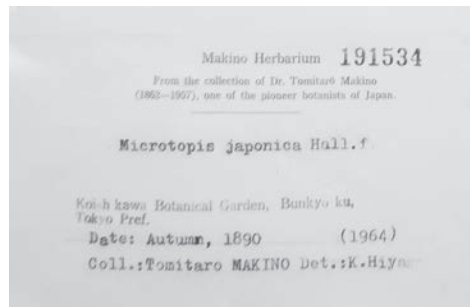 Makino Herbarium 191534
From the collection of Dr. Tomitarô Makino
(1862—1957), one of the pioneer botanists of Japan.
Microtopis japonica Hall.f
Botanical Garden, Bunkyo ku,
Tokyo Pref.
Date: Autumn, 1890 (1964)
Coll.:Tomitaro MAKINO Det.:K.